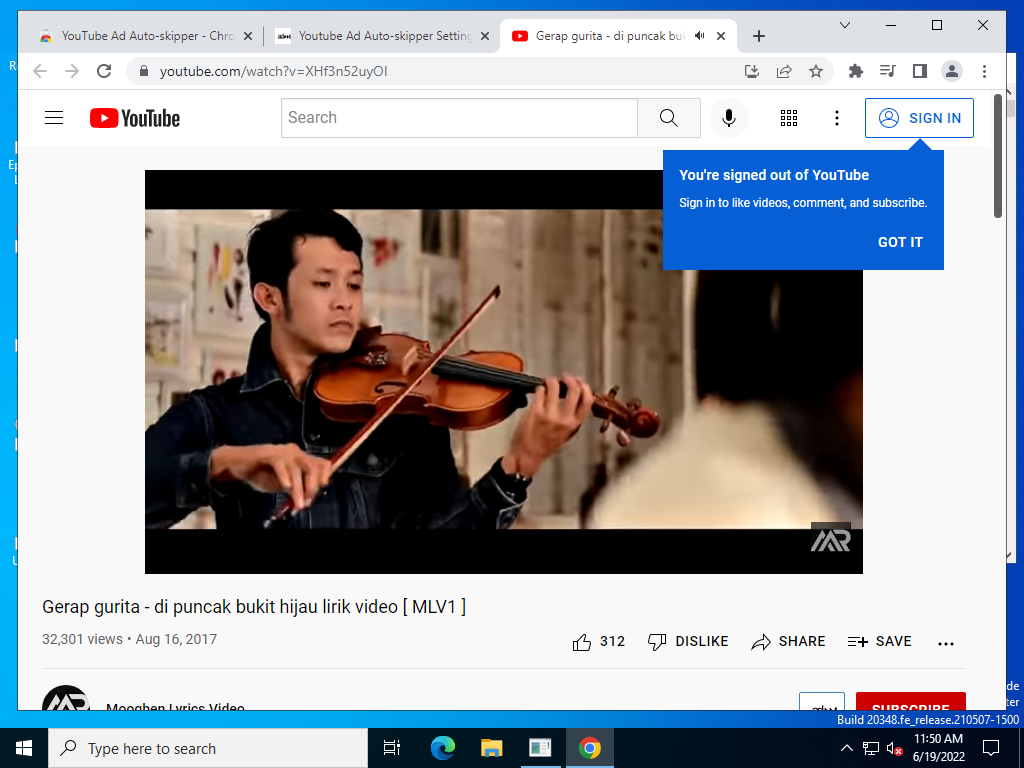 YouTube Ad Auto-skipper - Chro
Youtube Ad Auto-skipper Setting
Gerap gurita - di puncak bu
youtube.com/watch?v=XHf3n52uyOI
YouTube
Search
SIGN IN
You're signed out of YouTube
Sign in to like videos, comment, and subscribe.
GOT IT
MR
Gerap gurita - di puncak bukit hijau lirik video [ MLV1 ]
32,301 views • Aug 16, 2017
312
DISLIKE
SHARE
SAVE
Mooghen Lyrics Video
SUBSCRIBE
Build 20348.fe_release.210507-1500
Type here to search
11:50 AM
6/19/2022